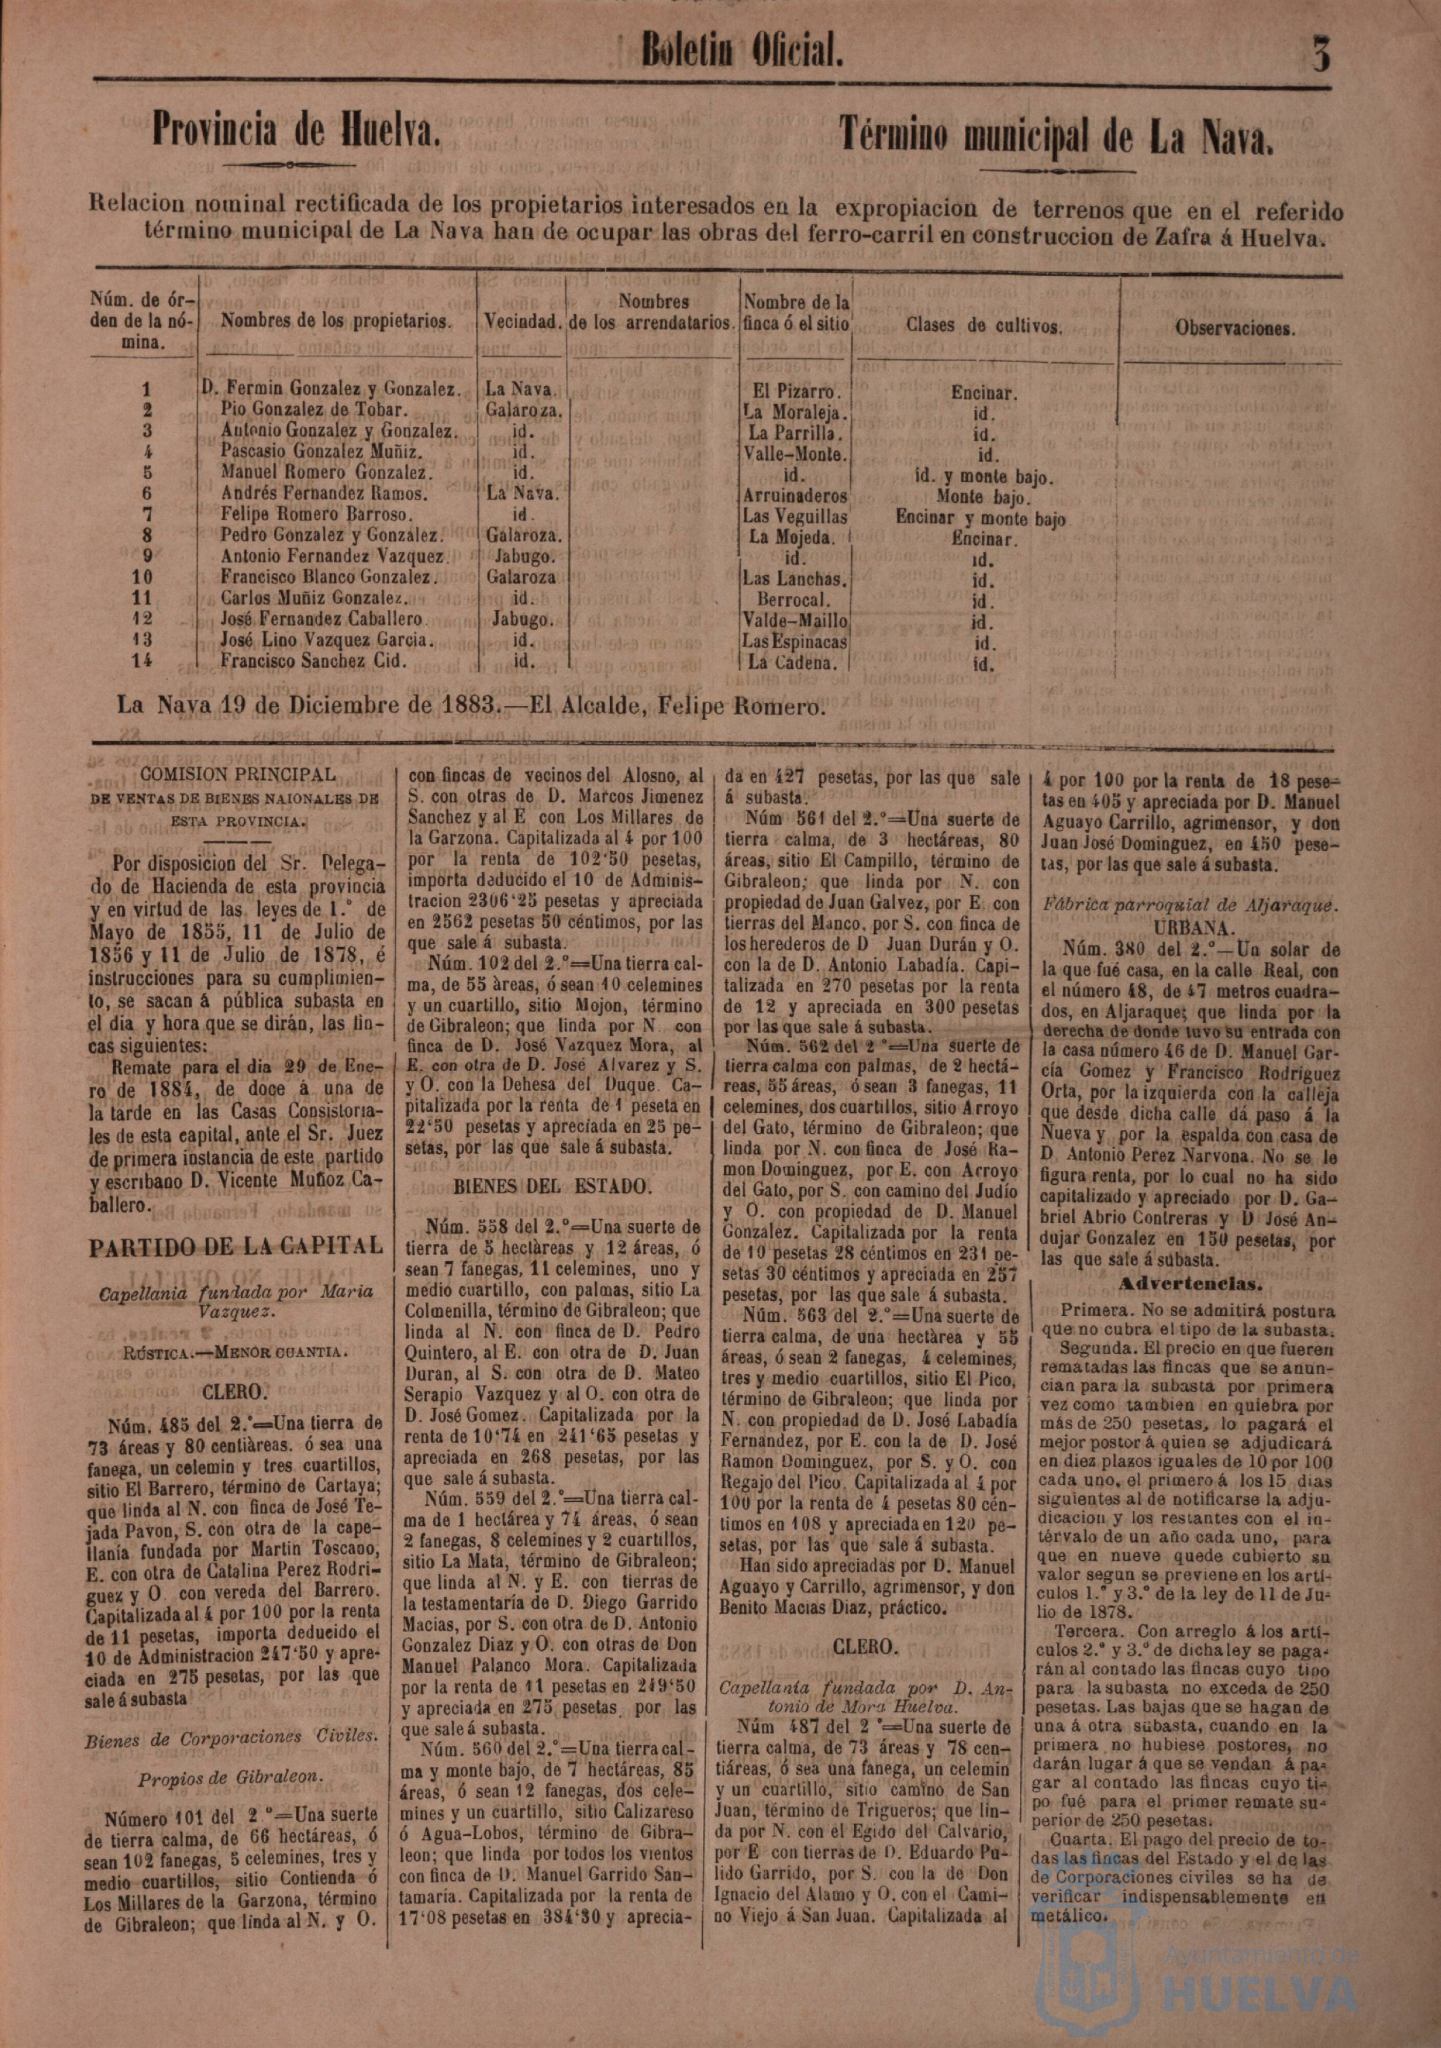 Boletin Oficial.
3
Provincia de Huelva.
Término municipal de La Nava.
Relacion nominal rectificada de los propietarios interesados en la expropiacion de terrenos que en el referido
término municipal de La Nava han de ocupar las obras del ferro-carril en construccion de Zafra á Huelva.
Núm. de ór-
den de la nó-
mina.
Nombres de los propietarios.
Vecindad.
Nombres
de los arrendatarios.
Nombre de la
finca ó el sitio
Clases de cultivos.
Observaciones.
1 D. Fermin Gonzalez y Gonzalez. La Nava. El Pizarro. Encinar.
2 Pio Gonzalez de Tobar. Galaroza. La Moraleja. id.
3 Antonio Gonzalez y Gonzalez. id. La Parrilla. id.
4 Pascasio Gonzalez Muñiz. id. Valle-Monte. id.
5 Manuel Romero Gonzalez. id. id. id. y monte bajo.
6 Andrés Fernandez Ramos. La Nava. Arruinaderos Monte bajo.
7 Felipe Romero Barroso. id. Las Veguillas Encinar y monte bajo
8 Pedro Gonzalez y González. Galaroza. La Mojeda. Encinar.
9 Antonio Fernandez Vazquez. Jabugo. id. id.
10 Francisco Blanco Gonzalez. Galaroza Las Lanchas. id.
11 Carlos Muñiz Gonzalez. id. Berrocal. id.
12 José Fernandez Caballero. Jabugo. Valde-Maillo id.
13 José Lino Vazquez Garcia. id. Las Espinacas id.
14 Francisco Sanchez Cid. id. La Cadena. id.
La Nava 19 de Diciembre de 1883.—El Alcalde, Felipe Romero.
COMISION PRINCIPAL
DE VENTAS DE BIENES NAIONALES DE
ESTA PROVINCIA.
Por disposicion del Sr. Delega-
do de Hacienda de esta provincia
y en virtud de las leyes de 1.° de
Mayo de 1855, 11 de Julio de
1856 y 11 de Julio de 1878, é
instrucciones para su cumplimien-
to, se sacan á pública subasta en
el dia y hora que se dirán, las fin-
cas siguientes:
Remate para el dia 29 de Ene-
ro de 1884, de doce á una de
la tarde en las Casas Consistoria-
les de esta capital, ante el Sr. Juez
de primera instancia de este partido
y escribano D. Vicente Muñoz Ca-
ballero.
PARTIDO DE LA CAPITAL
Capellania fundada por Maria
Vazquez.
RÚSTICA.—MENOR CUANTIA.
CLERO.
Núm. 485 del 2.°=Una tierra de
73 áreas y 80 centiàreas. ó sea una
fanega, un celemin y tres cuartillos,
sitio El Barrero, término de Cartaya;
que linda al N. con finca de José Te-
jada Pavon, S. con otra de la cape-
llanía fundada por Martin Toscano,
E. con otra de Catalina Perez Rodri-
guez y O. con vereda del Barrero.
Capitalizada al 4 por 100 por la renta
de 11 pesetas, importa deducido el
10 de Administracion 247'50 y apre-
ciada en 275 pesetas, por las que
sale á subasta
Bienes de Corporaciones Civiles.
Propios de Gibraleon.
Número 101 del 2 °=Una suerte
de tierra calma, de 66 hectáreas, ó
sean 102 fanegas, 5 celemines, tres y
medio cuartillos, sitio Contienda ó
Los Millares de la Garzona, término
de Gibraleon; que linda al N. y O.
con fincas de vecinos del Alosno, al
S. con otras de D. Marcos Jimenez
Sanchez y al E con Los Millares de
la Garzona. Capitalizada al 4 por 100
por la renta de 102'50 pesetas,
importa deducido el 10 de Adminis-
tracion 2306'25 pesetas y apreciada
en 2562 pesetas 50 céntimos, por las
que sale á subasta.
Núm. 102 del 2.°=Una tierra cal-
ma, de 55 àreas, ó sean 10 celemines
y un cuartillo, sitio Mojon, término
de Gibraleon; que linda por N. con
finca de D. José Vazquez Mora, al
E. con otra de D. José Alvarez y S.
y O. con la Dehesa del Duque. Ca-
pitalizada por la renta de 1 peseta en
22'50 pesetas y apreciada en 25 pe-
setas, por las que sale á subasta.
BIENES DEL ESTADO.
Núm. 558 del 2.°=Una suerte de
tierra de 5 hectàreas y 12 áreas, ó
sean 7 fanegas, 11 celemines, uno y
medio cuartillo, con palmas, sitio La
Colmenilla, término de Gibraleon; que
linda al N. con finca de D. Pedro
Quintero, al E. con otra de D. Juan
Duran, al S. con otra de D. Mateo
Serapio Vazquez y al O. con otra de
D. José Gomez. Capitalizada por la
renta de 10'74 en 241'65 pesetas y
apreciada en 268 pesetas, por las
que sale á subasta.
Núm. 559 del 2.°=Una tierra cal-
ma de 1 hectárea y 74 áreas, ó sean
2 fanegas, 8 celemines y 2 cuartillos,
sitio La Mata, término de Gibraleon;
que linda al N. y E. con tierras de
la testamentaría de D. Diego Garrido
Macias, por S. con otra de D. Antonio
Gonzalez Diaz y O. con otras de Don
Manuel Palanco Mora. Capitalizada
por la renta de 11 pesetas en 249'50
y apreciada en 275 pesetas, por las
que sale á subasta.
Núm. 560 del 2.°=Una tierra cal-
ma y monte bajo, de 7 hectáreas, 85
áreas, ó sean 12 fanegas, dos cele-
mines y un cuartillo, sitio Calizareso
ó Agua-Lobos, término de Gibra-
leon; que linda por todos los vientos
con finca de D. Manuel Garrido San-
tamaría. Capitalizada por la renta de
17'08 pesetas en 384'30 y aprecia-
da en 427 pesetas, por las que sale
á subasta.
Núm 561 del 2.°=Una suerte de
tierra calma, de 3 hectáreas, 80
áreas, sitio El Campillo, término de
Gibraleon; que linda por N. con
propiedad de Juan Galvez, por E. con
tierras del Manco, por S. con finca de
los herederos de D Juan Durán y O.
con la de D. Antonio Labadía. Capi-
talizada en 270 pesetas por la renta
de 12 y apreciada en 300 pesetas
por las que sale á subasta.
Núm. 562 del 2 °=Una suerte de
tierra calma con palmas, de 2 hectá-
reas, 55 áreas, ó sean 3 fanegas, 11
celemines, dos cuartillos, sitio Arroyo
del Gato, término de Gibraleon; que
linda por N. con finca de José Ra-
mon Dominguez, por E. con Arroyo
del Gato, por S. con camino del Judío
y O. con propiedad de D. Manuel
González. Capitalizada por la renta
de 10 pesetas 28 céntimos en 231 pe-
setas 30 céntimos y apreciada en 257
pesetas, por las que sale á subasta.
Núm. 563 del 2.°=Una suerte de
tierra calma, de una hectàrea y 55
áreas, ó sean 2 fanegas, 4 celemines,
tres y medio cuartillos, sitio El Pico,
término de Gibraleon; que linda por
N. con propiedad de D. José Labadía
Fernández, por E. con la de D. José
Ramon Dominguez, por S. y O. con
Regajo del Pico. Capitalizada al 4 por
100 por la renta de 4 pesetas 80 cén-
timos en 108 y apreciada en 120 pe-
setas, por las que sale á subasta.
Han sido apreciadas por D. Manuel
Aguayo y Carrillo, agrimensor, y don
Benito Macias Diaz, práctico.
CLERO.
Capellanía fundada por D. An-
tonio de Mora Huelva.
Núm 487 del 2 °=Una suerte de
tierra calma, de 73 áreas y 78 cen-
tiáreas, ó sea una fanega, un celemin
y un cuartillo, sitio camino de San
Juan, término de Trigueros; que lin-
da por N. con el Egido del Calvario,
por E con tierras de D. Eduardo Pu-
lido Garrido, por S. con la de Don
Ignacio del Alamo y O. con el Cami-
no Viejo á San Juan. Capitalizada al
4 por 100 por la renta de 18 pese-
tas en 405 y apreciada por D. Manuel
Aguayo Carrillo, agrimensor, y don
Juan José Dominguez, en 450 pese-
tas, por las que sale á subasta.
Fábrica parroquial de Aljaraque.
URBANA.
Núm. 380 del 2.°—Un solar de
la que fué casa, en la calle Real, con
el número 48, de 47 metros cuadra-
dos, en Aljaraque; que linda por la
derecha de donde tuvo su entrada con
la casa número 46 de D. Manuel Gar-
cía Gomez y Francisco Rodríguez
Orta, por la izquierda con la calleja
que desde dicha calle dá paso á la
Nueva y por la espalda con casa de
D. Antonio Perez Narvona. No se le
figura renta, por lo cual no ha sido
capitalizado y apreciado por D. Ga-
briel Abrio Contreras y D José An-
dujar Gonzalez en 150 pesetas, por
las que sale á subasta.
Advertencias.
Primera. No se admitirá postura
que no cubra el tipo de la subasta.
Segunda. El precio en que fueren
rematadas las fincas que se anun-
cian para la subasta por primera
vez como tambien en quiebra por
más de 250 pesetas, lo pagará el
mejor postor á quien se adjudicará
en diez plazos iguales de 10 por 100
cada uno, el primero á los 15 dias
siguientes al de notificarse la adju-
dicacion y los restantes con el in-
térvalo de un año cada uno, para
que en nueve quede cubierto su
valor segun se previene en los artí-
culos 1.° y 3.° de la ley de 11 de Ju-
lio de 1878.
Tercera. Con arreglo á los artí-
culos 2.° y 3.° de dicha ley se paga-
rán al contado las fincas cuyo tipo
para la subasta no exceda de 250
pesetas. Las bajas que se hagan de
una á otra subasta, cuando en la
primera no hubiese postores, no
darán lugar á que se vendan á pa-
gar al contado las fincas cuyo ti-
po fué para el primer remate su-
perior de 250 pesetas.
Cuarta. El pago del precio de to-
das las fincas del Estado y el de las
de Corporaciones civiles se ha de
verificar indispensablemente en
metálico.
Ayuntamiento de
HUELVA